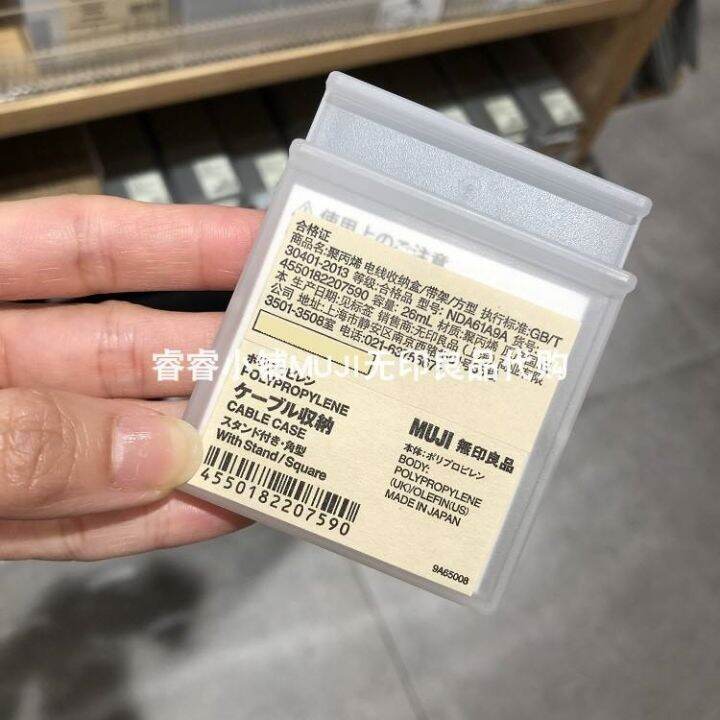 ⚠使用上のご注意
合格证
商品名:聚丙烯 电线收纳盒/带架/方型 执行标准:GB/T
30401-2013 等级:合格品 型号:NDA61A9A 货号:
4550182207590 容量:26mL 材质:聚丙烯
本 生产日期:见标签 销售商:无印良品
公司 地址:上海市静安区南京西路
3501-3508室 电话:021-6
睿睿小铺MUJI无印良品代购
POLYPROPYLENE
ケーブル収納
CABLE CASE
スタンド付き・角型
With Stand / Square
4550182207590
MUJI 無印良品
本体:ポリプロピレン
BODY:
POLYPROPYLENE
(UK)/OLEFIN(US)
MADE IN JAPAN
9A65008